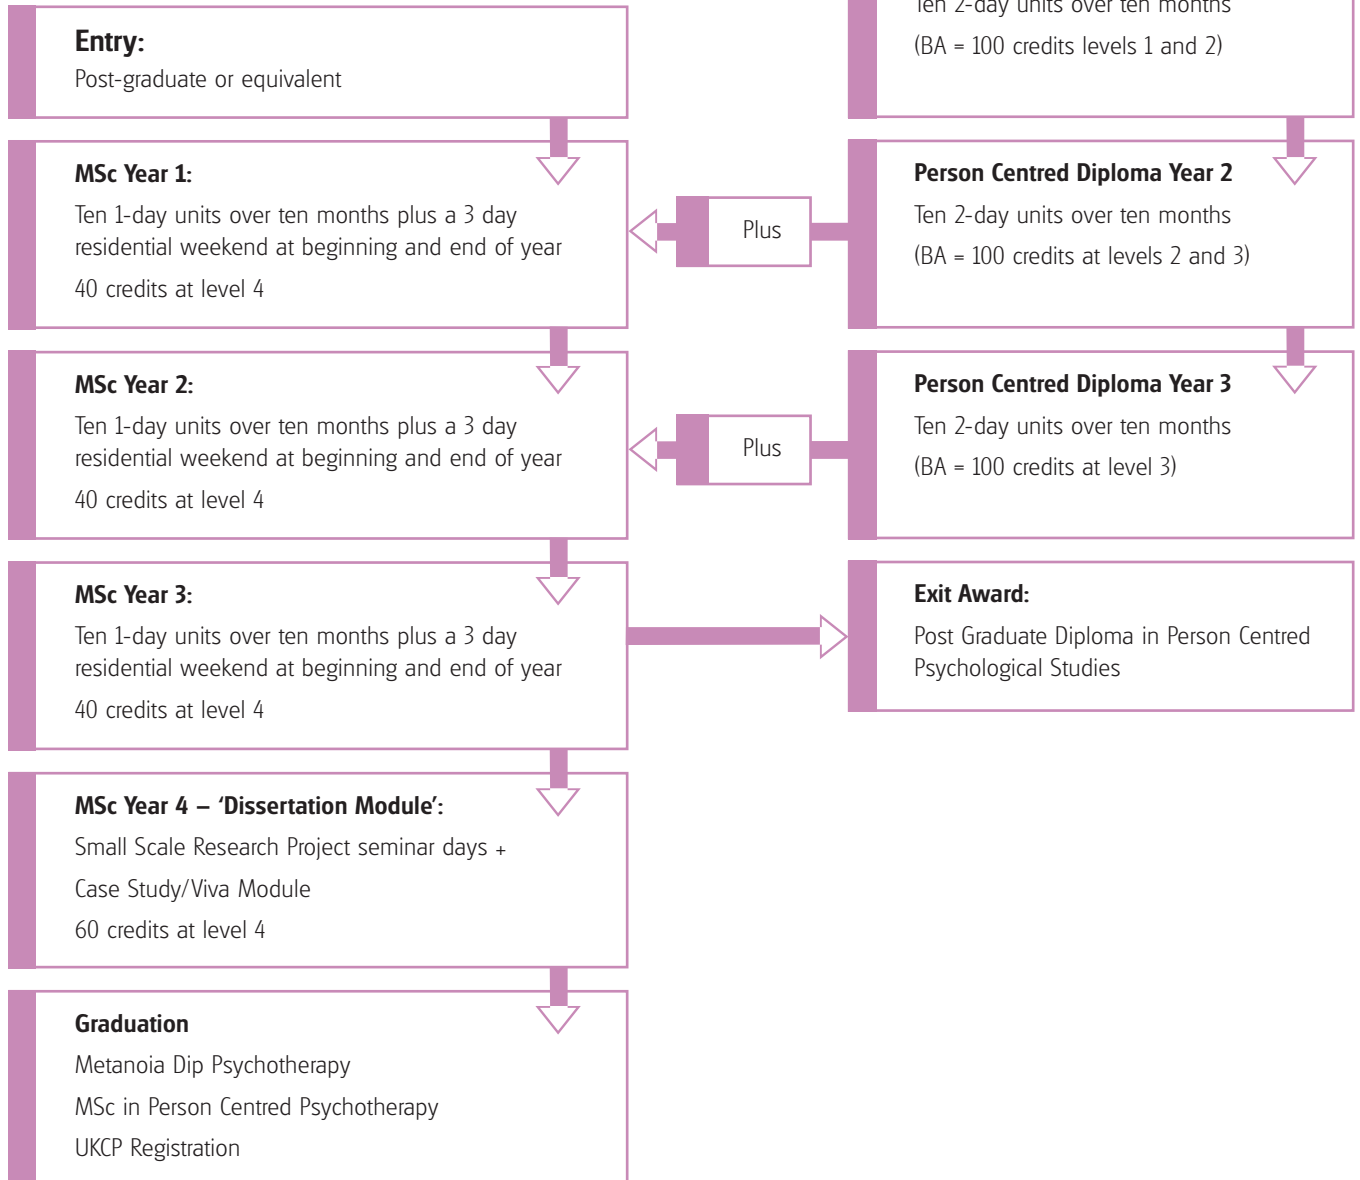 Entry:
Post-graduate or equivalent
MSc Year 1:
Ten 1-day units over ten months plus a 3 day
residential weekend at beginning and end of year
40 credits at level 4
MSc Year 2:
Ten 1-day units over ten months plus a 3 day
residential weekend at beginning and end of year
40 credits at level 4
MSc Year 3:
Ten 1-day units over ten months plus a 3 day
residential weekend at beginning and end of year
40 credits at level 4
MSc Year 4 – ‘Dissertation Module’:
Small Scale Research Project seminar days +
Case Study/Viva Module
60 credits at level 4
Graduation
Metanoia Dip Psychotherapy
MSc in Person Centred Psychotherapy
UKCP Registration
Plus
Plus
Ten 2-day units over ten months
(BA = 100 credits levels 1 and 2)
Person Centred Diploma Year 2
Ten 2-day units over ten months
(BA = 100 credits at levels 2 and 3)
Person Centred Diploma Year 3
Ten 2-day units over ten months
(BA = 100 credits at level 3)
Exit Award:
Post Graduate Diploma in Person Centred
Psychological Studies